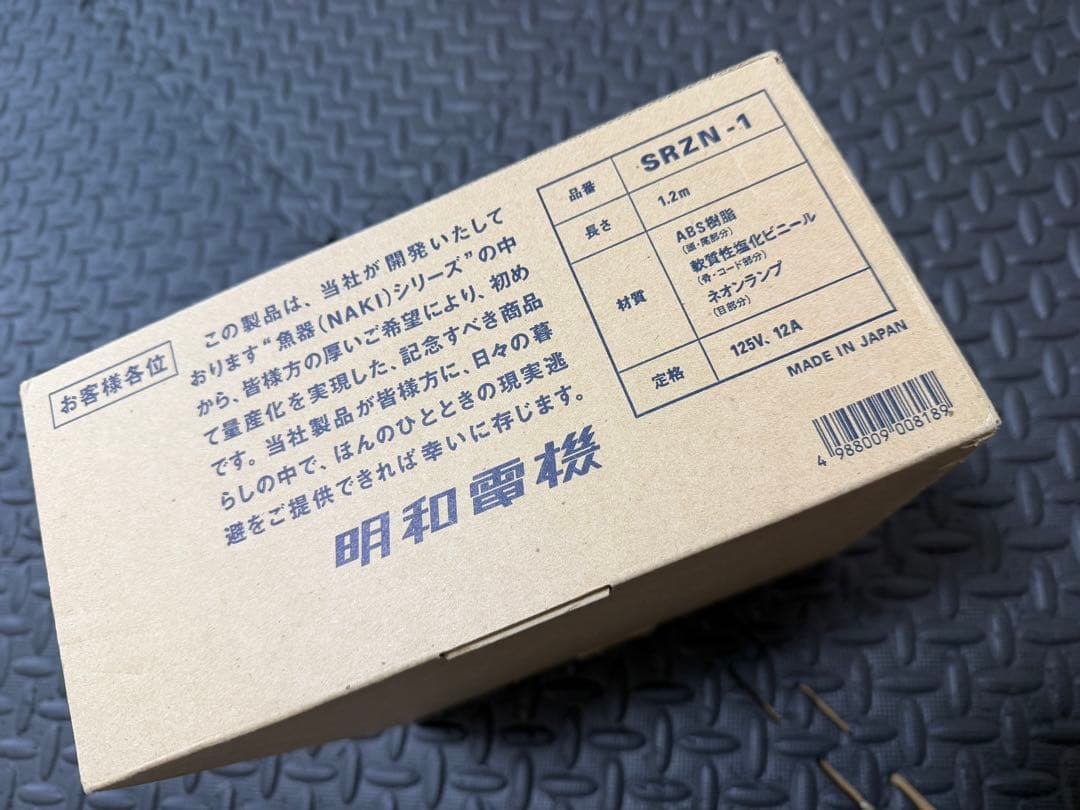 お客様各位
この製品は、当社が開発いたして
おります“魚器(NAKI)シリーズ”の中
から、皆様方の厚いご希望により、初め
て量産化を実現した、記念すべき商品
です。当社製品が皆様方に、日々の暮
らしの中で、ほんのひとときの現実逃
避をご提供できれば幸いに存じます。
明和電機
品番 SRZN-1
長さ 1.2m
材質 ABS樹脂
(頭・尾部分)
軟質性塩化ビニール
(骨・コード部分)
ネオンランプ
(目部分)
定格 125V、12A
MADE IN JAPAN
4 988009 008189